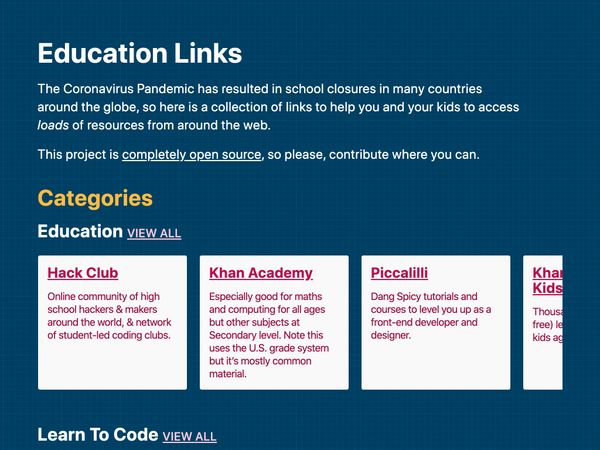 Education Links
The Coronavirus Pandemic has resulted in school closures in many countries
around the globe, so here is a collection of links to help you and your kids to access
loads of resources from around the web.
This project is completely open source, so please, contribute where you can.
Categories
Education VIEW ALL
Hack Club
Online community of high
school hackers & makers
around the world, & network
of student-led coding clubs.
Khan Academy
Especially good for maths
and computing for all ages
but other subjects at
Secondary level. Note this
uses the U.S. grade system
but it's mostly common
material.
Piccalilli
Dang Spicy tutorials and
courses to level you up as a
front-end developer and
designer.
Kids
free) le
kids ag
Learn To Code VIEW ALL